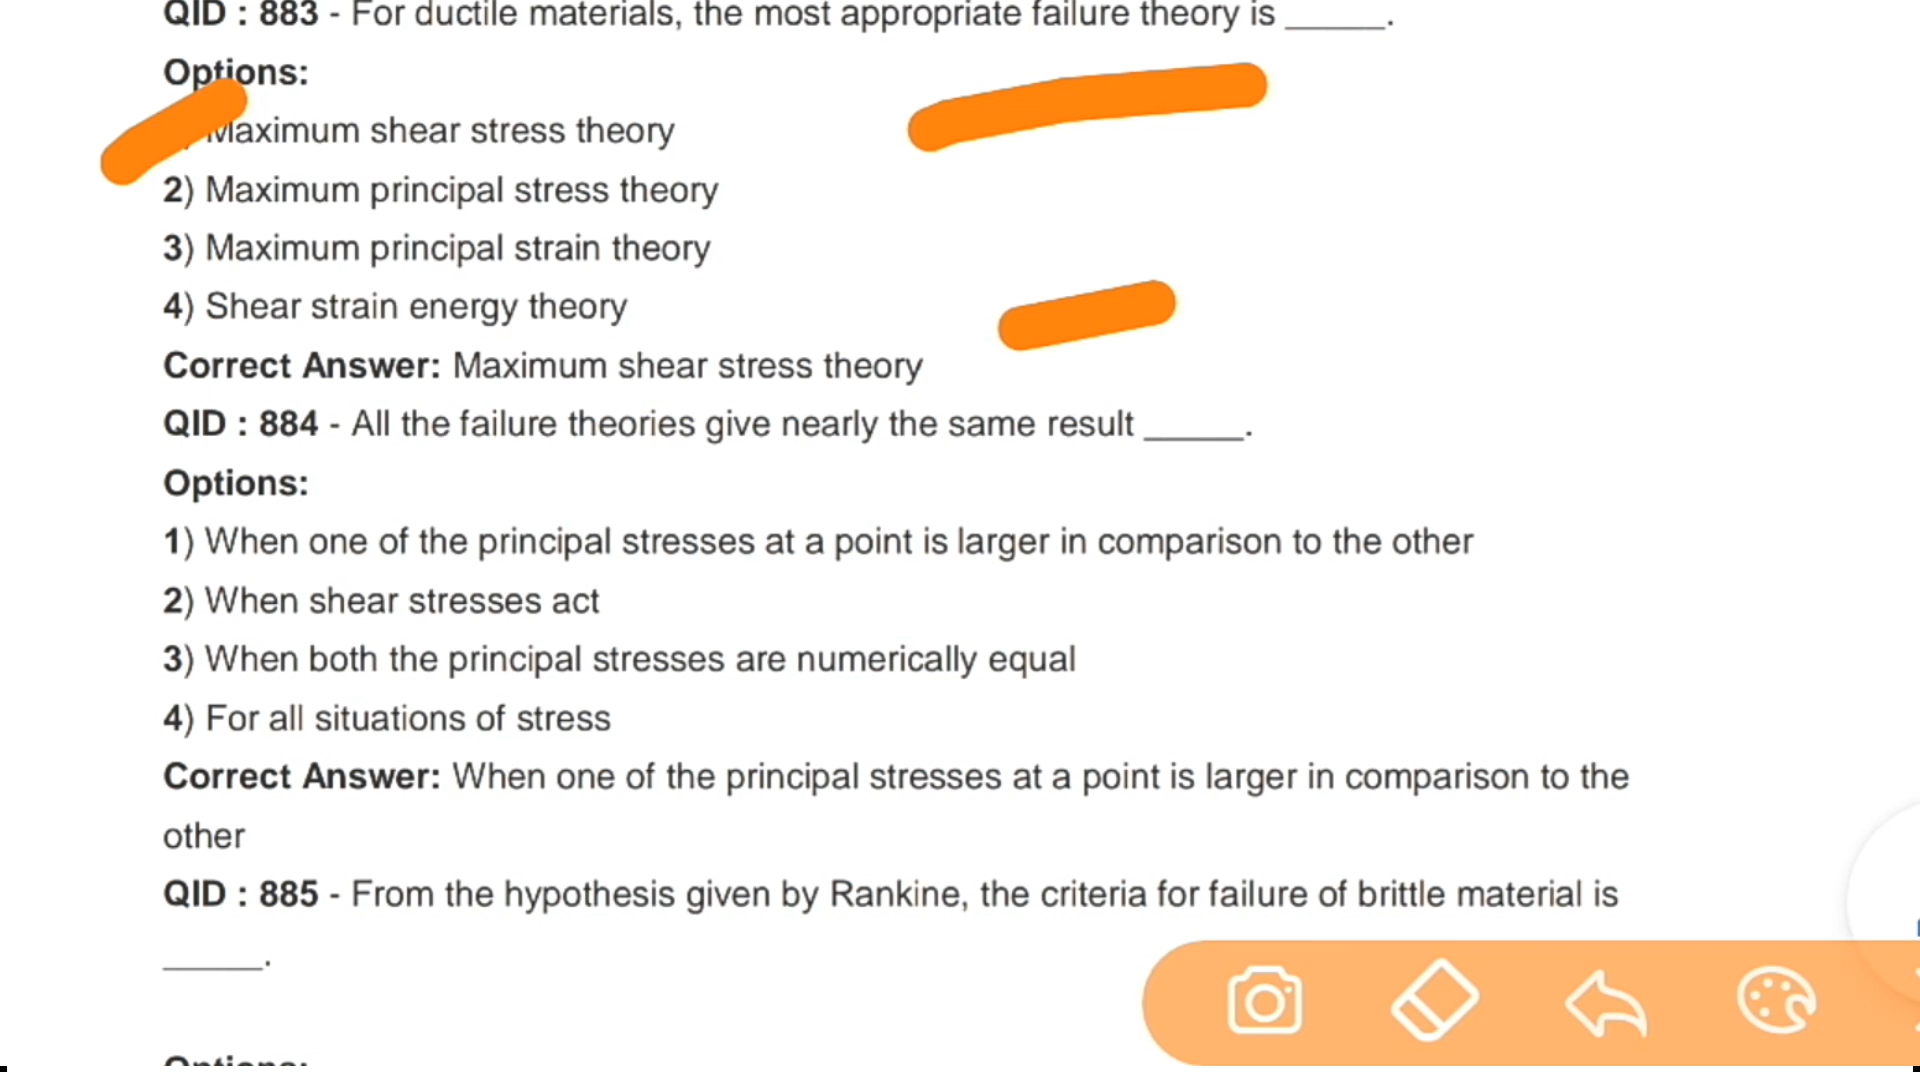 QID : 883 - For ductile materials, the most appropriate failure theory is _____.
Options:
Maximum shear stress theory
2) Maximum principal stress theory
3) Maximum principal strain theory
4) Shear strain energy theory
Correct Answer: Maximum shear stress theory
QID : 884 - All the failure theories give nearly the same result _____.
Options:
1) When one of the principal stresses at a point is larger in comparison to the other
2) When shear stresses act
3) When both the principal stresses are numerically equal
4) For all situations of stress
Correct Answer: When one of the principal stresses at a point is larger in comparison to the
other
QID : 885 - From the hypothesis given by Rankine, the criteria for failure of brittle material is
_____.
Options: